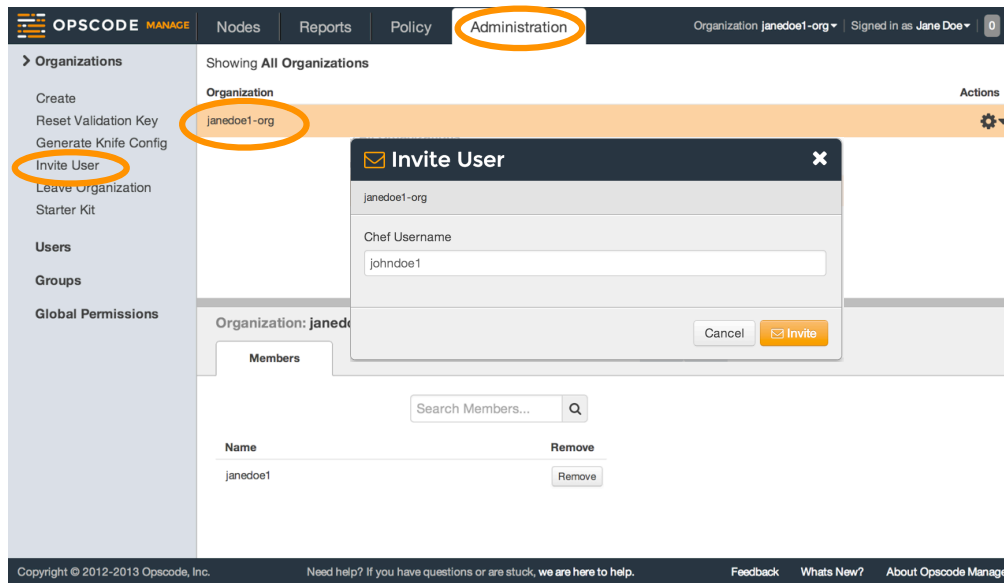 OPSCODE MANAGE
Nodes
Reports
Policy
Administration
Organization janedoe1-org
Signed in as Jane Doe
0
Organizations
Create
Reset Validation Key
Generate Knife Config
Invite User
Leave Organization
Starter Kit
Users
Groups
Global Permissions
Showing All Organizations
Organization
Actions
janedoe1-org
Invite User
janedoe1-org
Chef Username
johndoe1
Cancel
Invite
Organization: janed
Members
Search Members...
Name
Remove
janedoe1
Remove
Copyright © 2012-2013 Opscode, Inc.
Need help? If you have questions or are stuck, we are here to help.
Feedback
Whats New?
About Opscode Manage